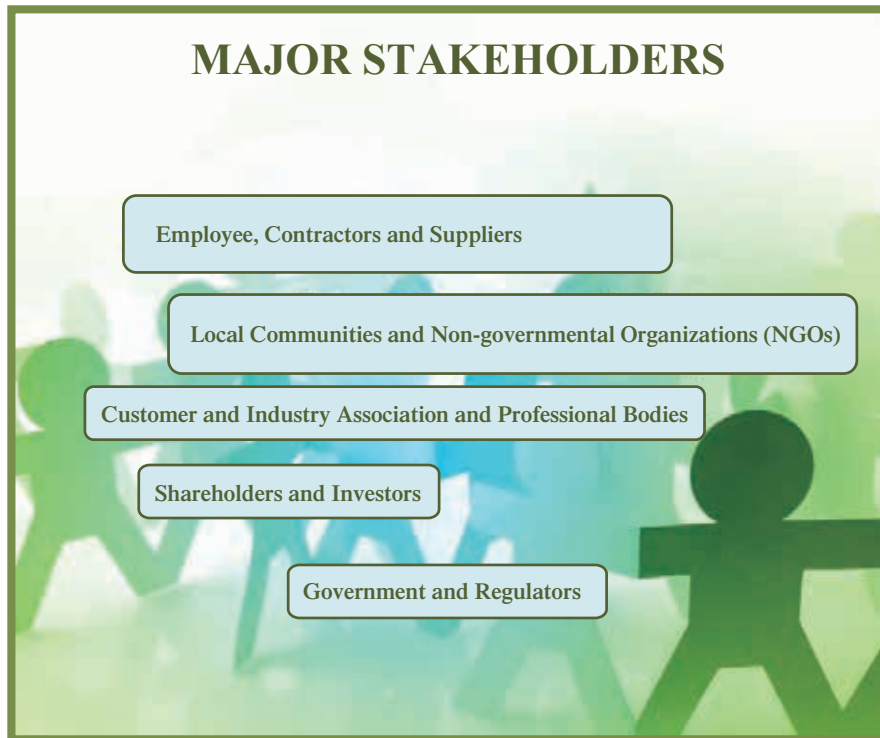 MAJOR STAKEHOLDERS
Employee, Contractors and Suppliers
Local Communities and Non-governmental Organizations (NGOs)
Customer and Industry Association and Professional Bodies
Shareholders and Investors
Government and Regulators